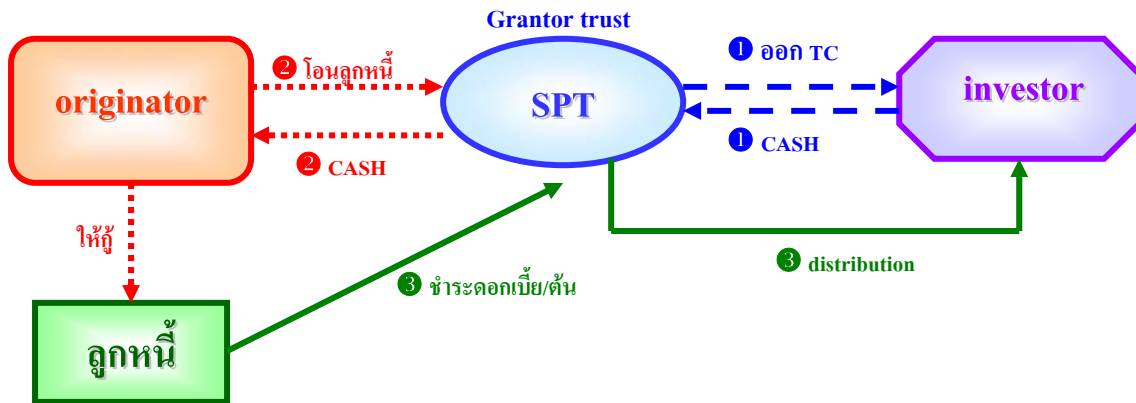 Grantor trust
originator
❷ โอนลูกหนี้
SPT
❶ ออก TC
investor
❷ CASH
❶ CASH
ให้กู้
❸ distribution
❸ ชำระดอกเบี้ย/ต้น
ลูกหนี้